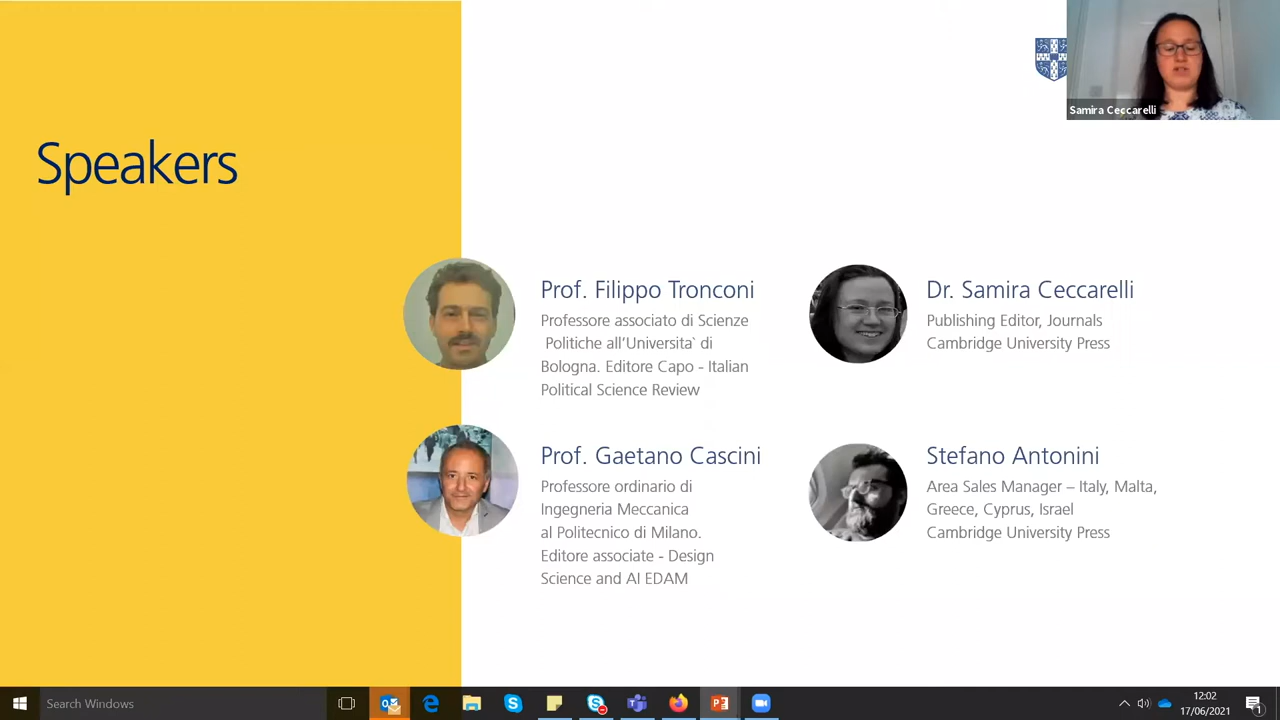 Samira Ceccarelli
Speakers
Prof. Filippo Tronconi
Professore associato di Scienze
Politiche all'Universita` di
Bologna. Editore Capo - Italian
Political Science Review
Dr. Samira Ceccarelli
Publishing Editor, Journals
Cambridge University Press
Prof. Gaetano Cascini
Professore ordinario di
Ingegneria Meccanica
al Politecnico di Milano.
Editore associate - Design
Science and AI EDAM
Stefano Antonini
Area Sales Manager – Italy, Malta,
Greece, Cyprus, Israel
Cambridge University Press
Search Windows
12:02
17/06/2021
1